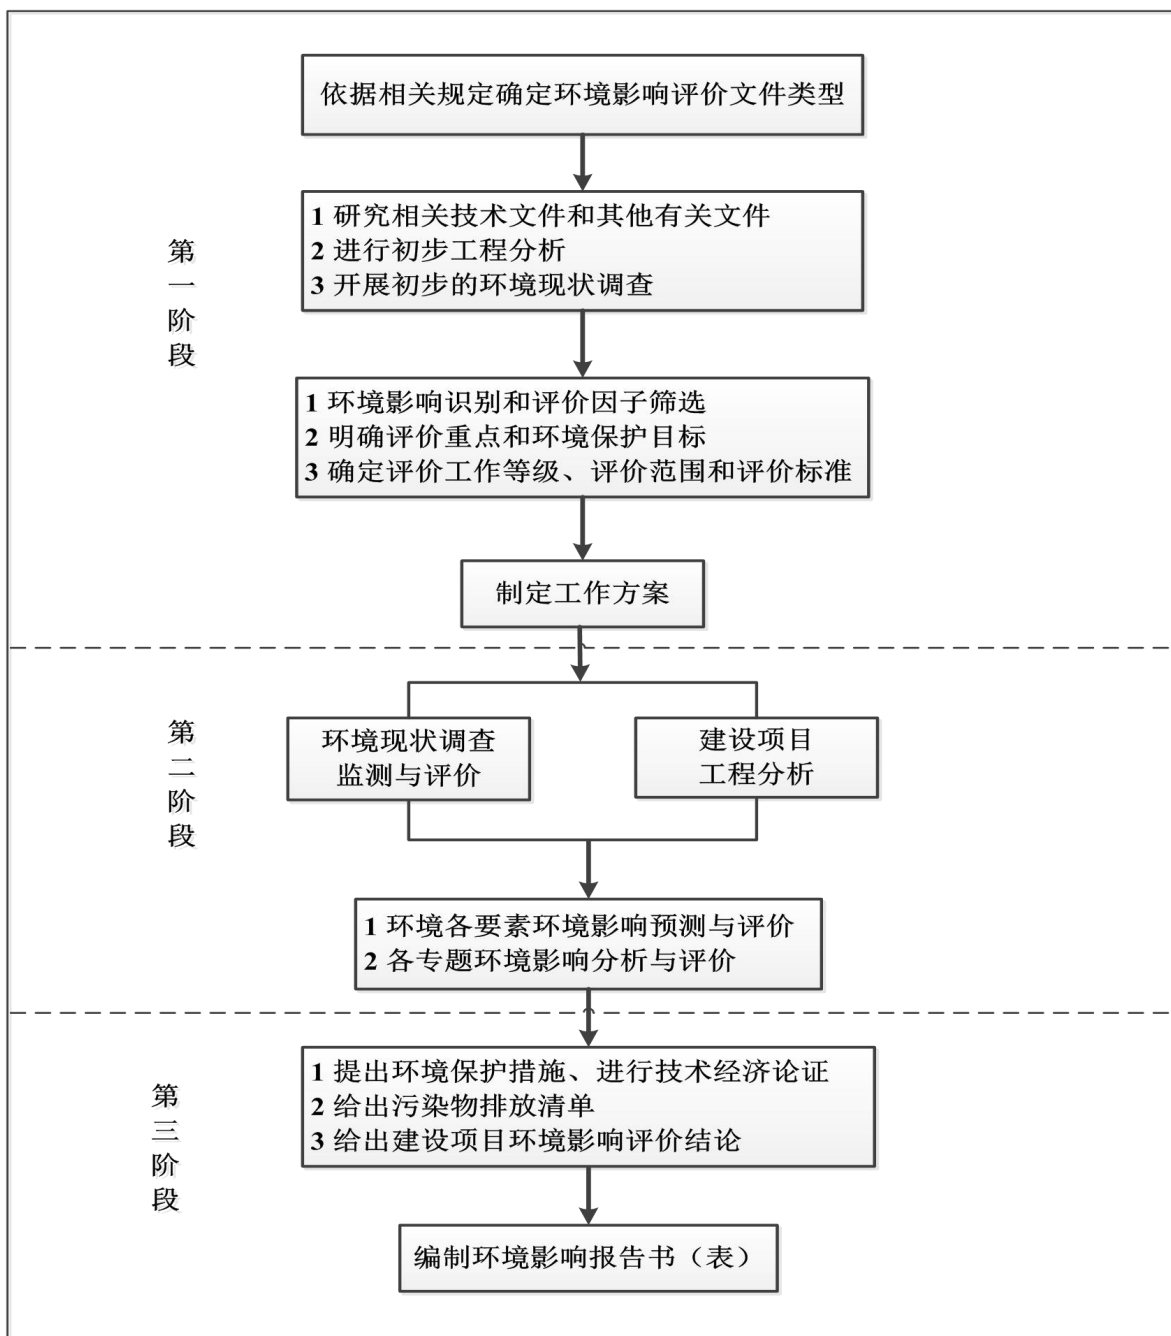 依据相关规定确定环境影响评价文件类型
第一阶段
1 研究相关技术文件和其他有关文件
2 进行初步工程分析
3 开展初步的环境现状调查
1 环境影响识别和评价因子筛选
2 明确评价重点和环境保护目标
3 确定评价工作等级、评价范围和评价标准
制定工作方案
第二阶段
环境现状调查
监测与评价
建设项目
工程分析
1 环境各要素环境影响预测与评价
2 各专题环境影响分析与评价
第三阶段
1 提出环境保护措施、进行技术经济论证
2 给出污染物排放清单
3 给出建设项目环境影响评价结论
编制环境影响报告书（表）